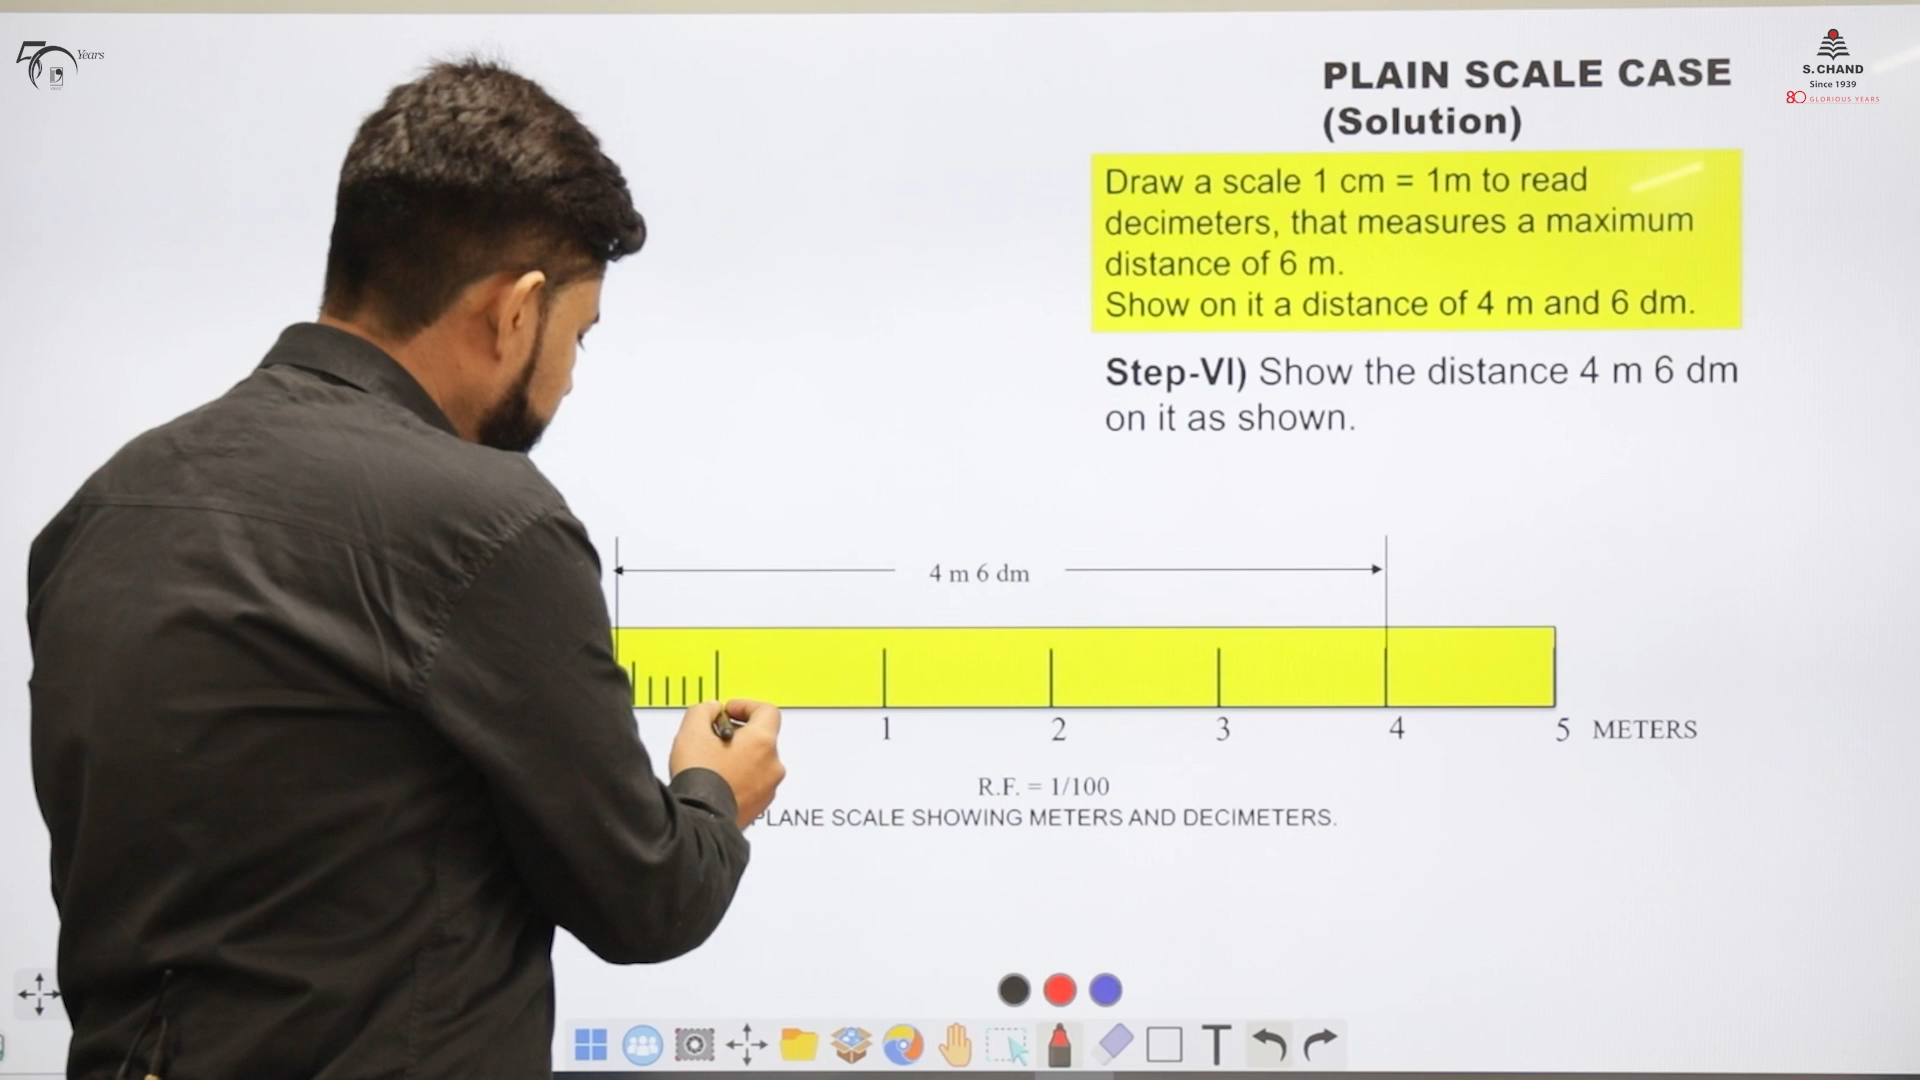 50 Years
S. CHAND
Since 1939
80 GLORIOUS YEARS
PLAIN SCALE CASE
(Solution)
Draw a scale 1 cm = 1m to read
decimeters, that measures a maximum
distance of 6 m.
Show on it a distance of 4 m and 6 dm.
Step-VI) Show the distance 4 m 6 dm
on it as shown.
4 m 6 dm
1 2 3 4 5 METERS
R.F. = 1/100
PLANE SCALE SHOWING METERS AND DECIMETERS.
T